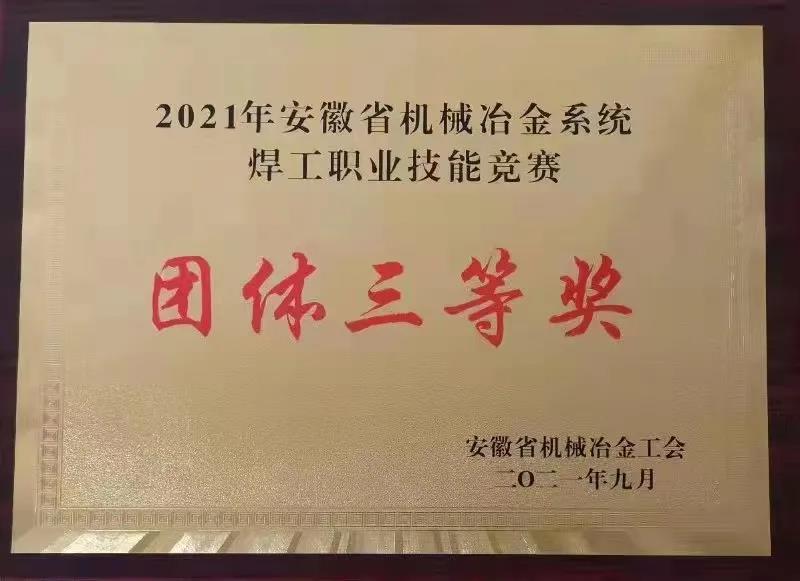 2021年安徽省机械冶金系统
焊工职业技能竞赛
团体三等奖
安徽省机械冶金工会
二O二一年九月